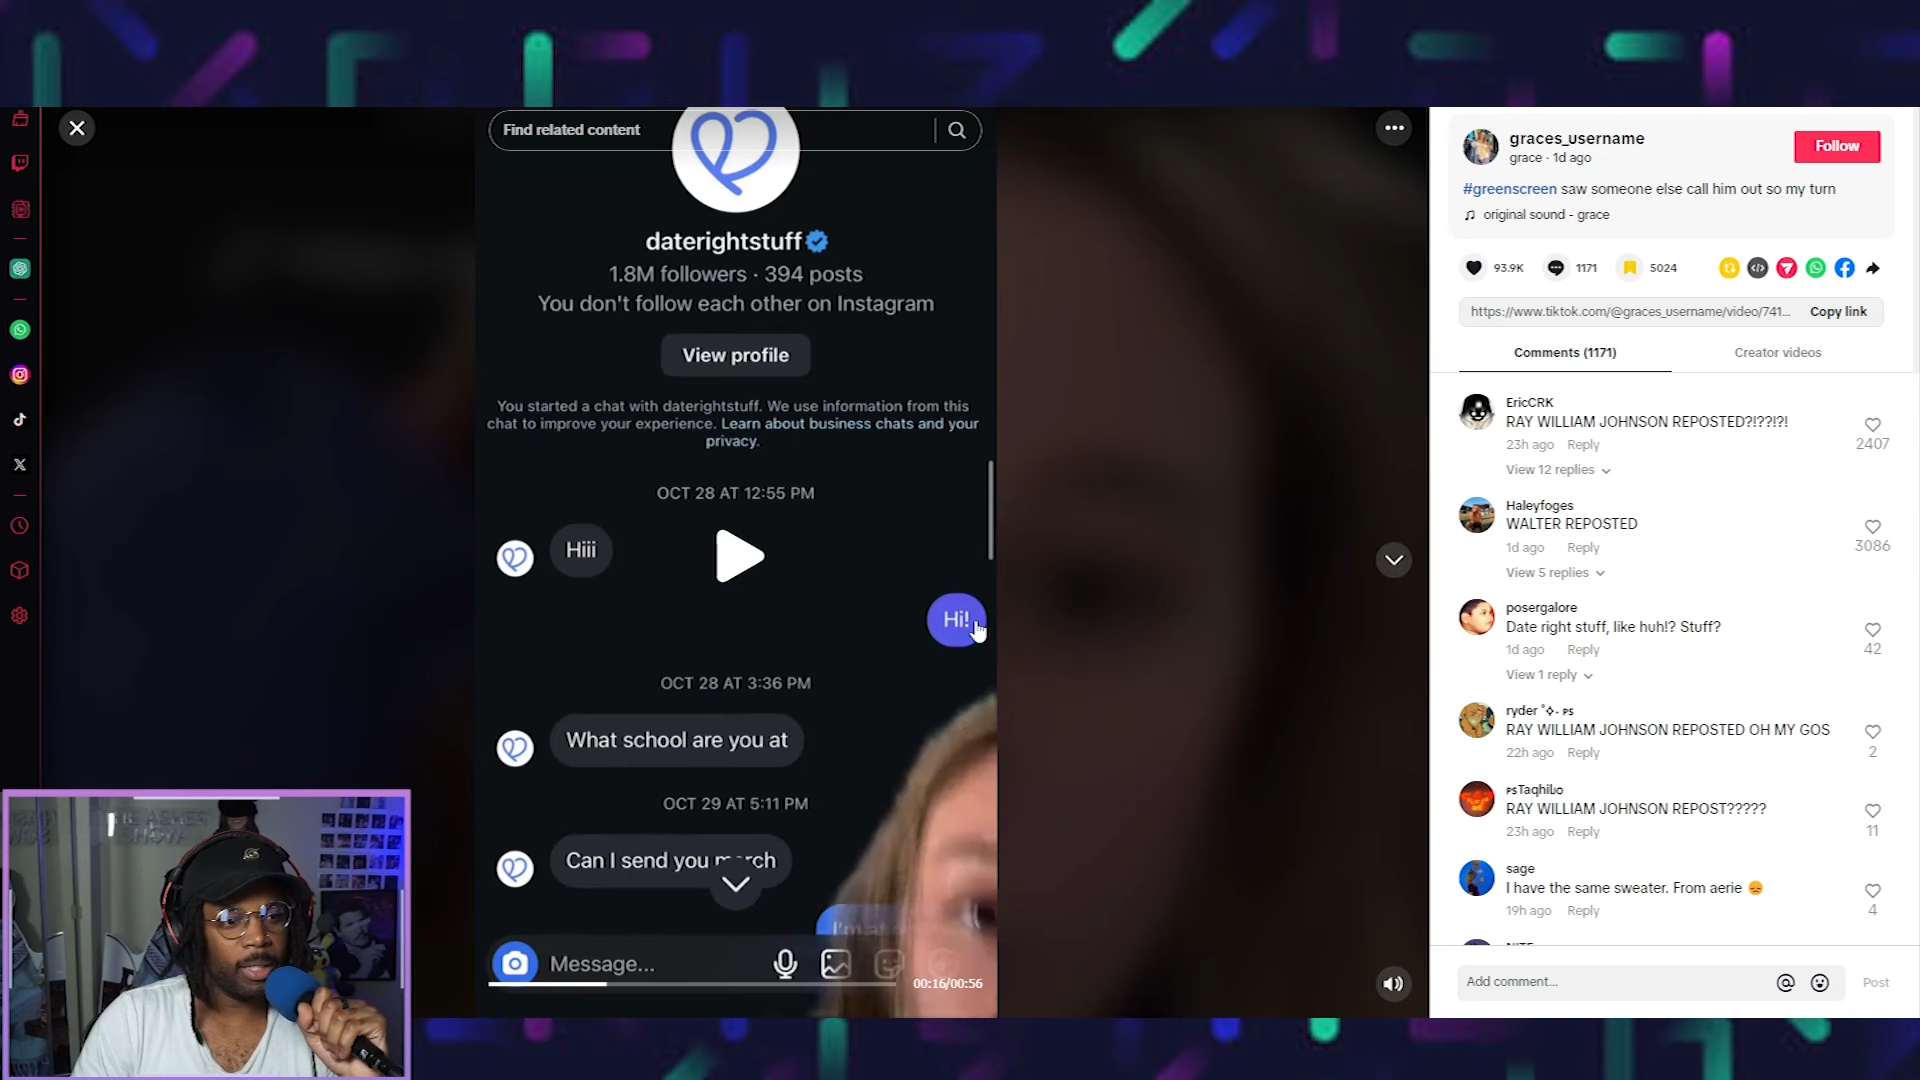 Find related content
daterightstuff
1.8M followers · 394 posts
You don't follow each other on Instagram
View profile
You started a chat with daterightstuff. We use information from this
chat to improve your experience. Learn about business chats and your
privacy.
OCT 28 AT 12:55 PM
Hiii
Hi!
OCT 28 AT 3:36 PM
What school are you at
OCT 29 AT 5:11 PM
Can I send you merch
I'm at
Message...
00:16/00:56
graces_username
grace · 1d ago
Follow
#greenscreen saw someone else call him out so my turn
original sound - grace
93.9K
1171
5024
https://www.tiktok.com/@graces_username/video/741...
Copy link
Comments (1171)
Creator videos
EricCRK
RAY WILLIAM JOHNSON REPOSTED?!??!?!
23h ago Reply
2407
View 12 replies
Haleyfoges
WALTER REPOSTED
1d ago Reply
3086
View 5 replies
posergalore
Date right stuff, like huh!? Stuff?
1d ago Reply
42
View 1 reply
ryder ˚✧. ᴘs
RAY WILLIAM JOHNSON REPOSTED OH MY GOS
22h ago Reply
2
RAY WILLIAM JOHNSON REPOST?????
23h ago Reply
11
sage
I have the same sweater. From aerie 😞
19h ago Reply
4
Add comment...
Post